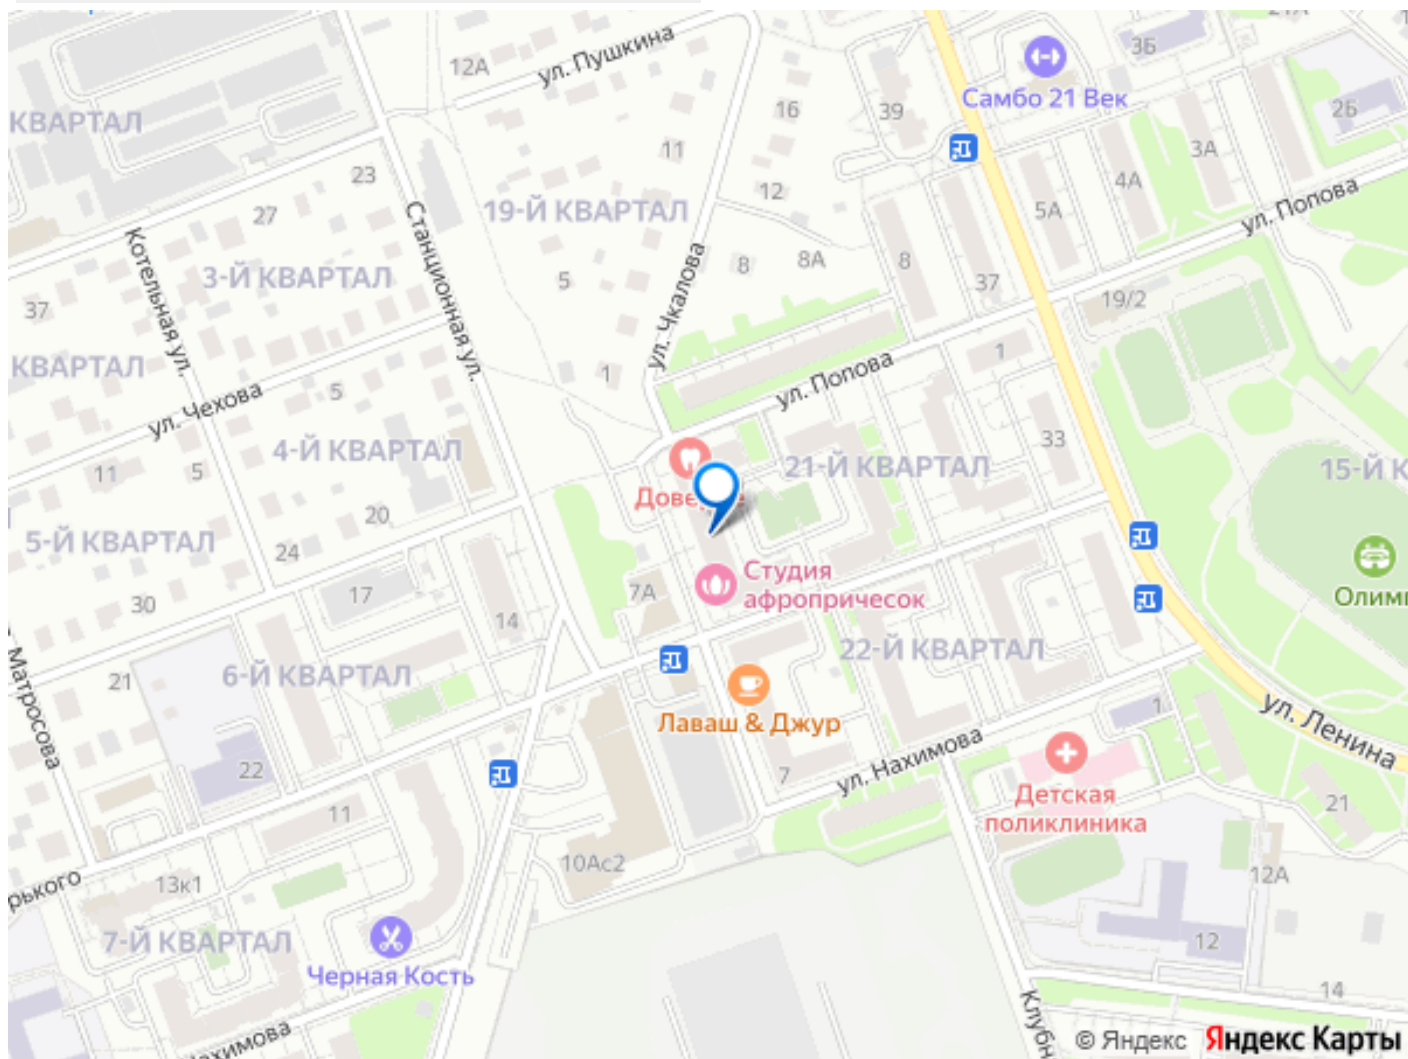 ул. Пушкина
12А
3Б
21А
Самбо 21 Век
16
39
2Б
КВАРТАЛ
11
3А
23
12
4А
ул. Попова
27
19-Й КВАРТАЛ
5А
Котельная ул.
Станционная ул.
3-Й КВАРТАЛ
ул. Чкалова
8
8А
8
5
37
19/2
37
КВАРТАЛ
1
1
ул. Попова
5
ул. Чехова
33
4-Й КВАРТАЛ
21-Й КВАРТАЛ
15-Й К
11
5
20
5-Й КВАРТАЛ
24
Студия
афропричесок
17
7А
30
14
Олимп
22-Й КВАРТАЛ
Матросова
21
6-Й КВАРТАЛ
1
ул. Ленина
Лаваш & Джур
22
7
ул. Нахимова
Детская
поликлиника
21
11
10Ас2
12А
рького
13к1
7-Й КВАРТАЛ
12
Черная Кость
14
Клубн
ахимова
© Яндекс Яндекс Карты